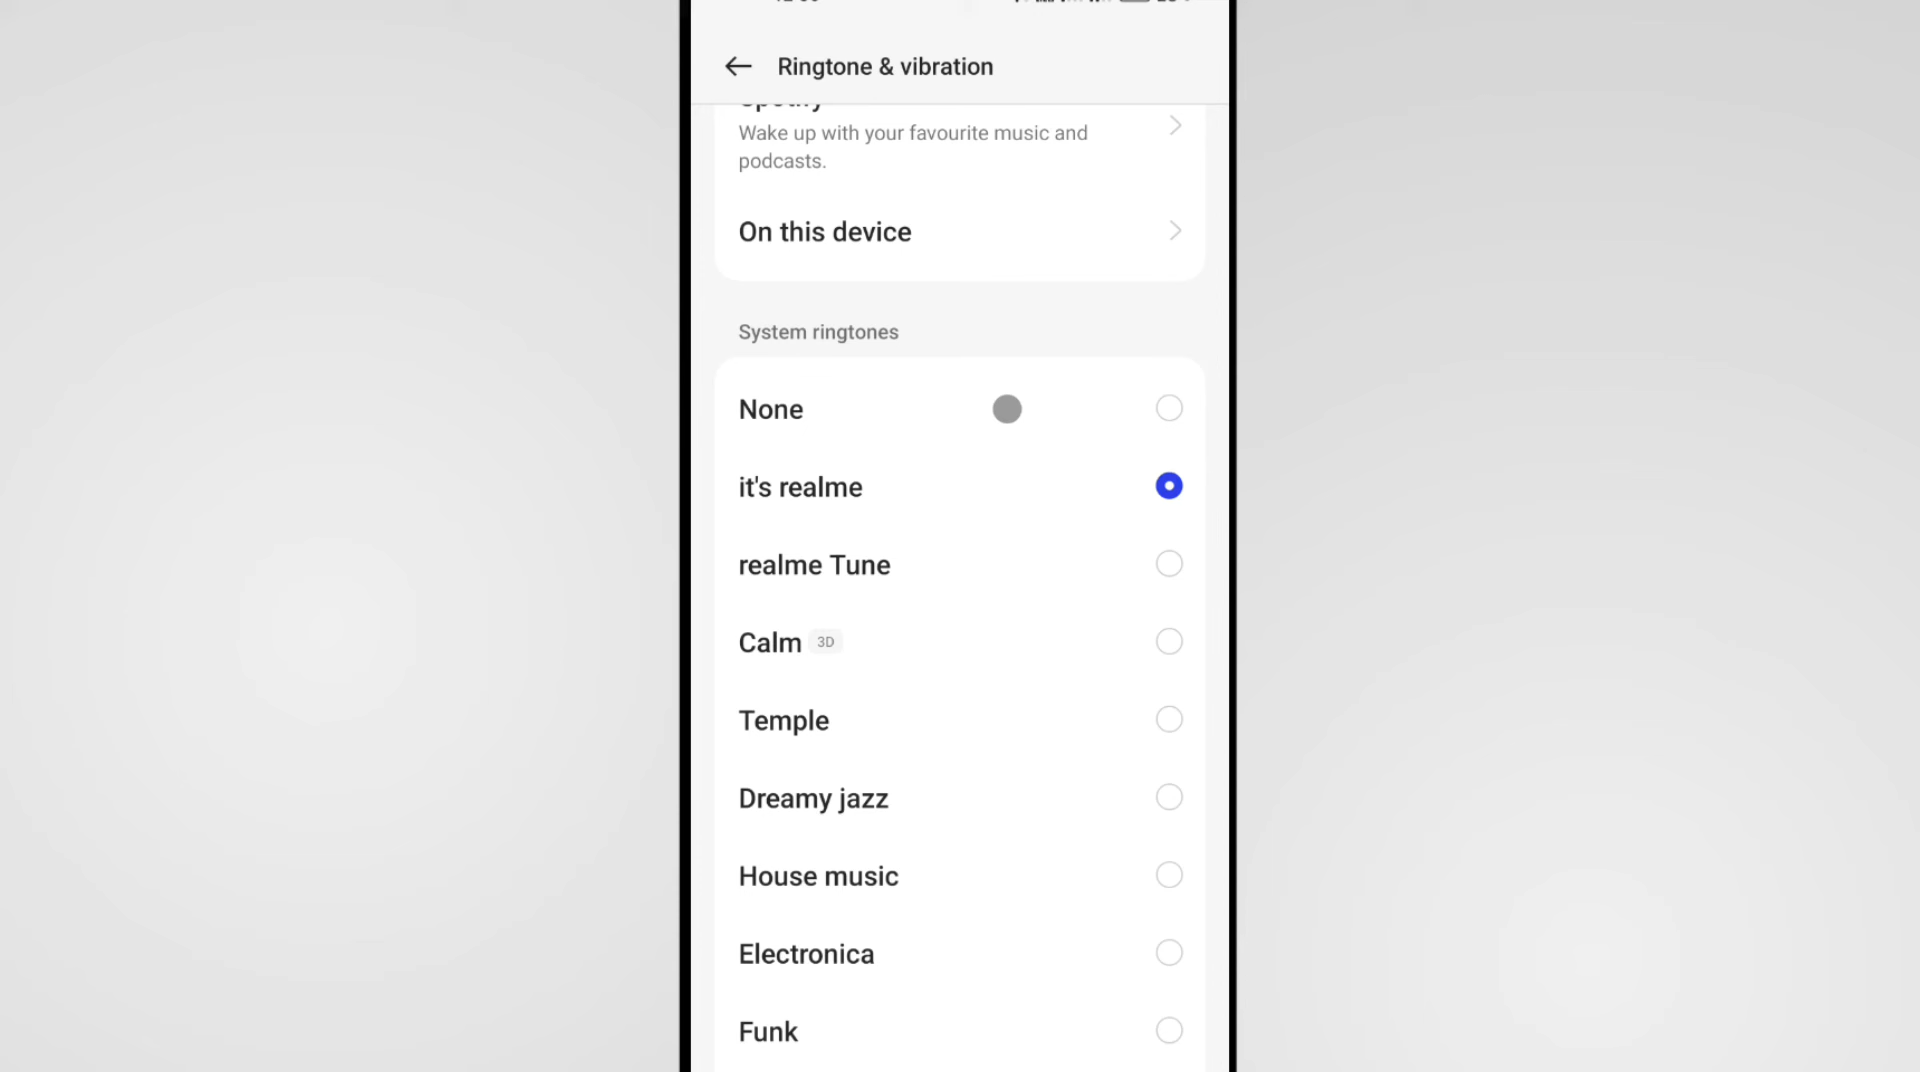 Ringtone & vibration
Spotify
Wake up with your favourite music and
podcasts.
On this device
System ringtones
None
it's realme
realme Tune
Calm 3D
Temple
Dreamy jazz
House music
Electronica
Funk